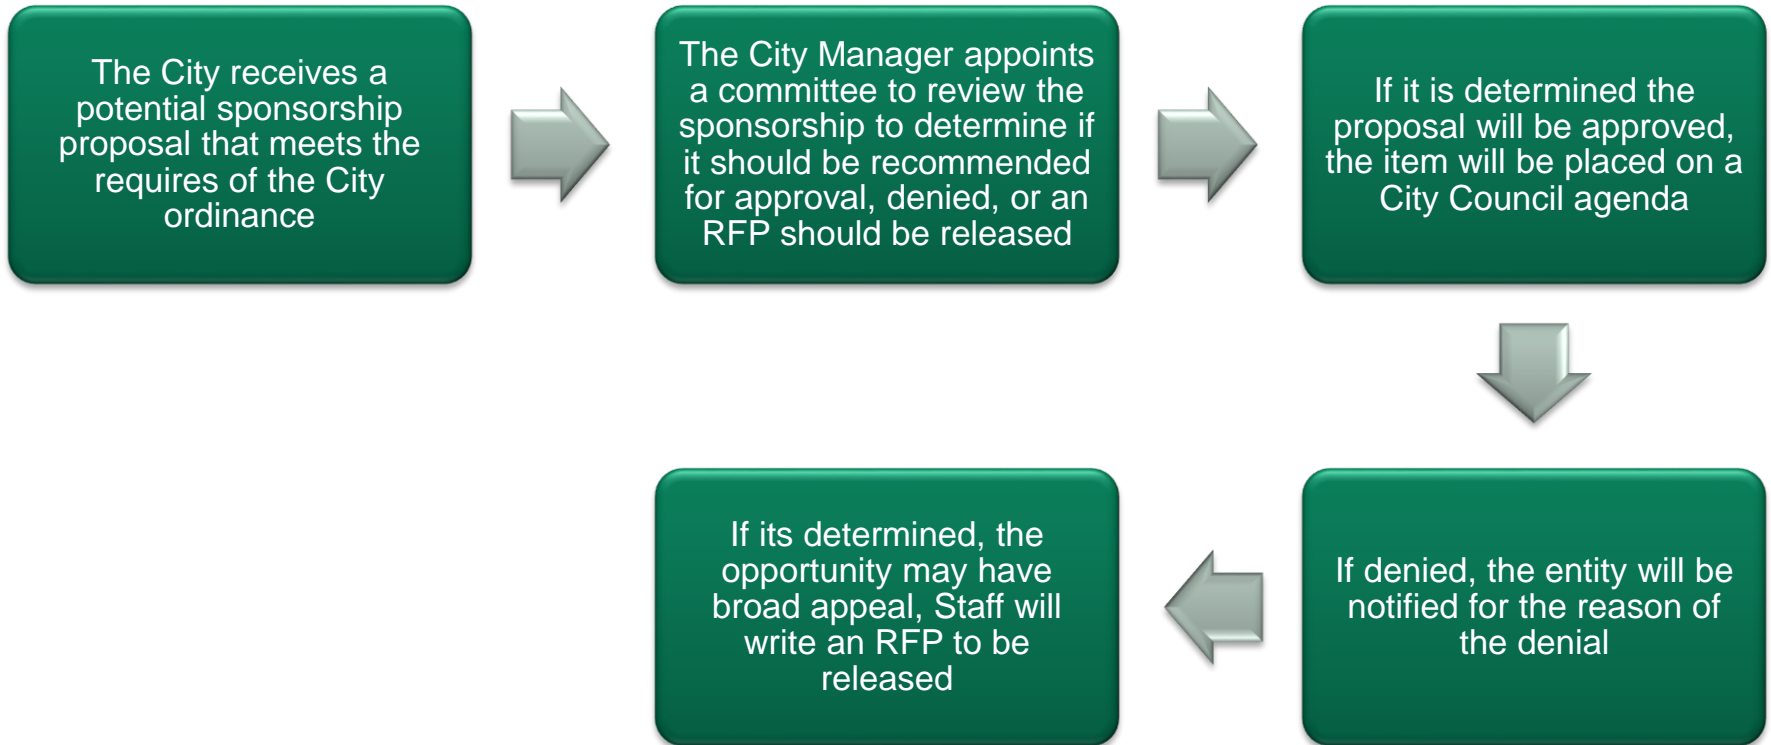 The City receives a
potential sponsorship
proposal that meets the
requires of the City
ordinance
The City Manager appoints
a committee to review the
sponsorship to determine if
it should be recommended
for approval, denied, or an
RFP should be released
If it is determined the
proposal will be approved,
the item will be placed on a
City Council agenda
If denied, the entity will be
notified for the reason of
the denial
If its determined, the
opportunity may have
broad appeal, Staff will
write an RFP to be
released